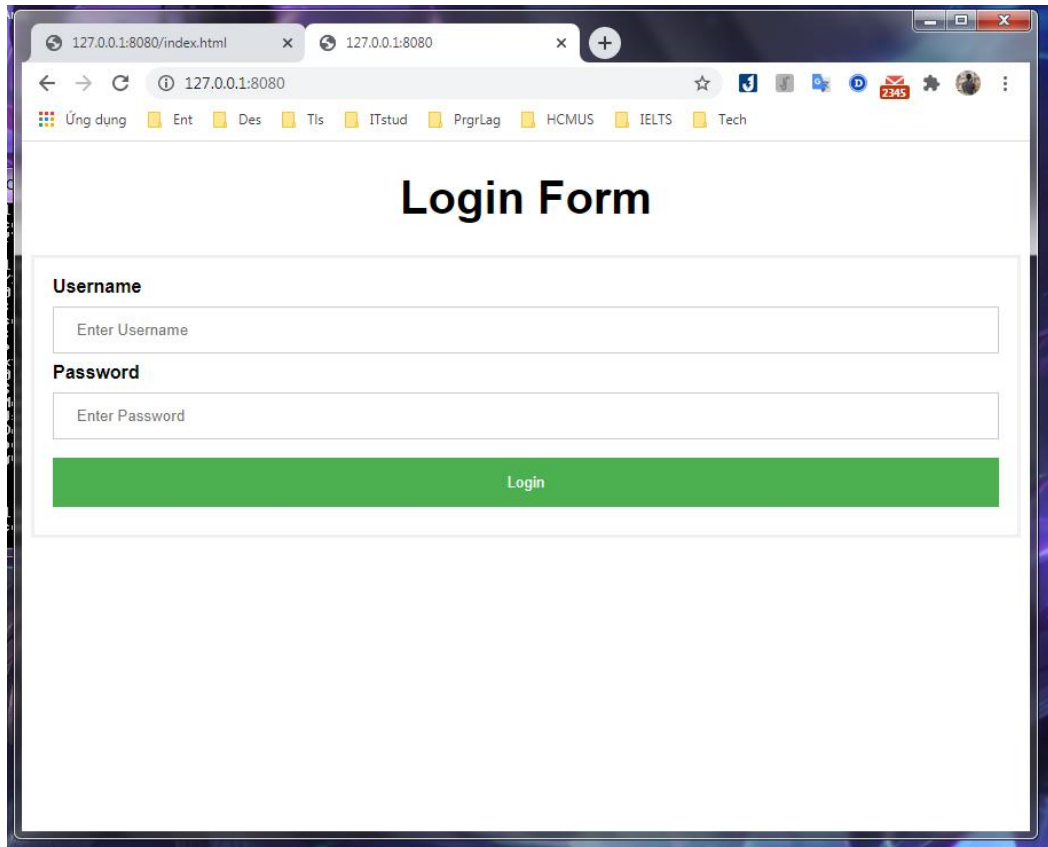 127.0.0.1:8080/index.html
127.0.0.1:8080
127.0.0.1:8080
2345
Ứng dụng Ent Des Tls ITstud PrgrLag HCMUS IELTS Tech
Login Form
Username
Enter Username
Password
Enter Password
Login